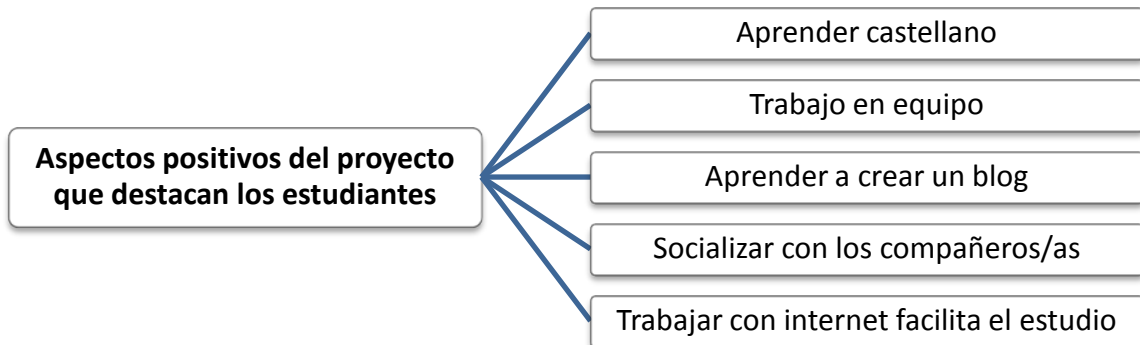 Aspectos positivos del proyecto
que destacan los estudiantes
Aprender castellano
Trabajo en equipo
Aprender a crear un blog
Socializar con los compañeros/as
Trabajar con internet facilita el estudio